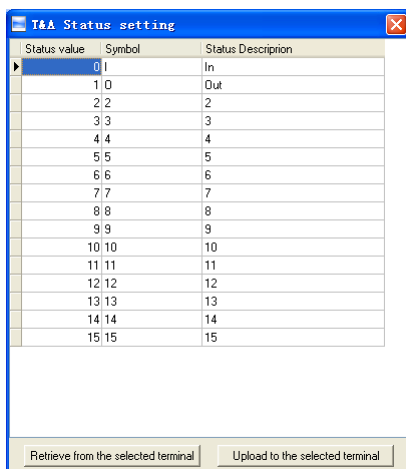 T&A Status setting
Status value Symbol Status Descriprion
0 I In
1 O Out
2 2 2
3 3 3
4 4 4
5 5 5
6 6 6
7 7 7
8 8 8
9 9 9
10 10 10
11 11 11
12 12 12
13 13 13
14 14 14
15 15 15
Retrieve from the selected terminal Upload to the selected terminal